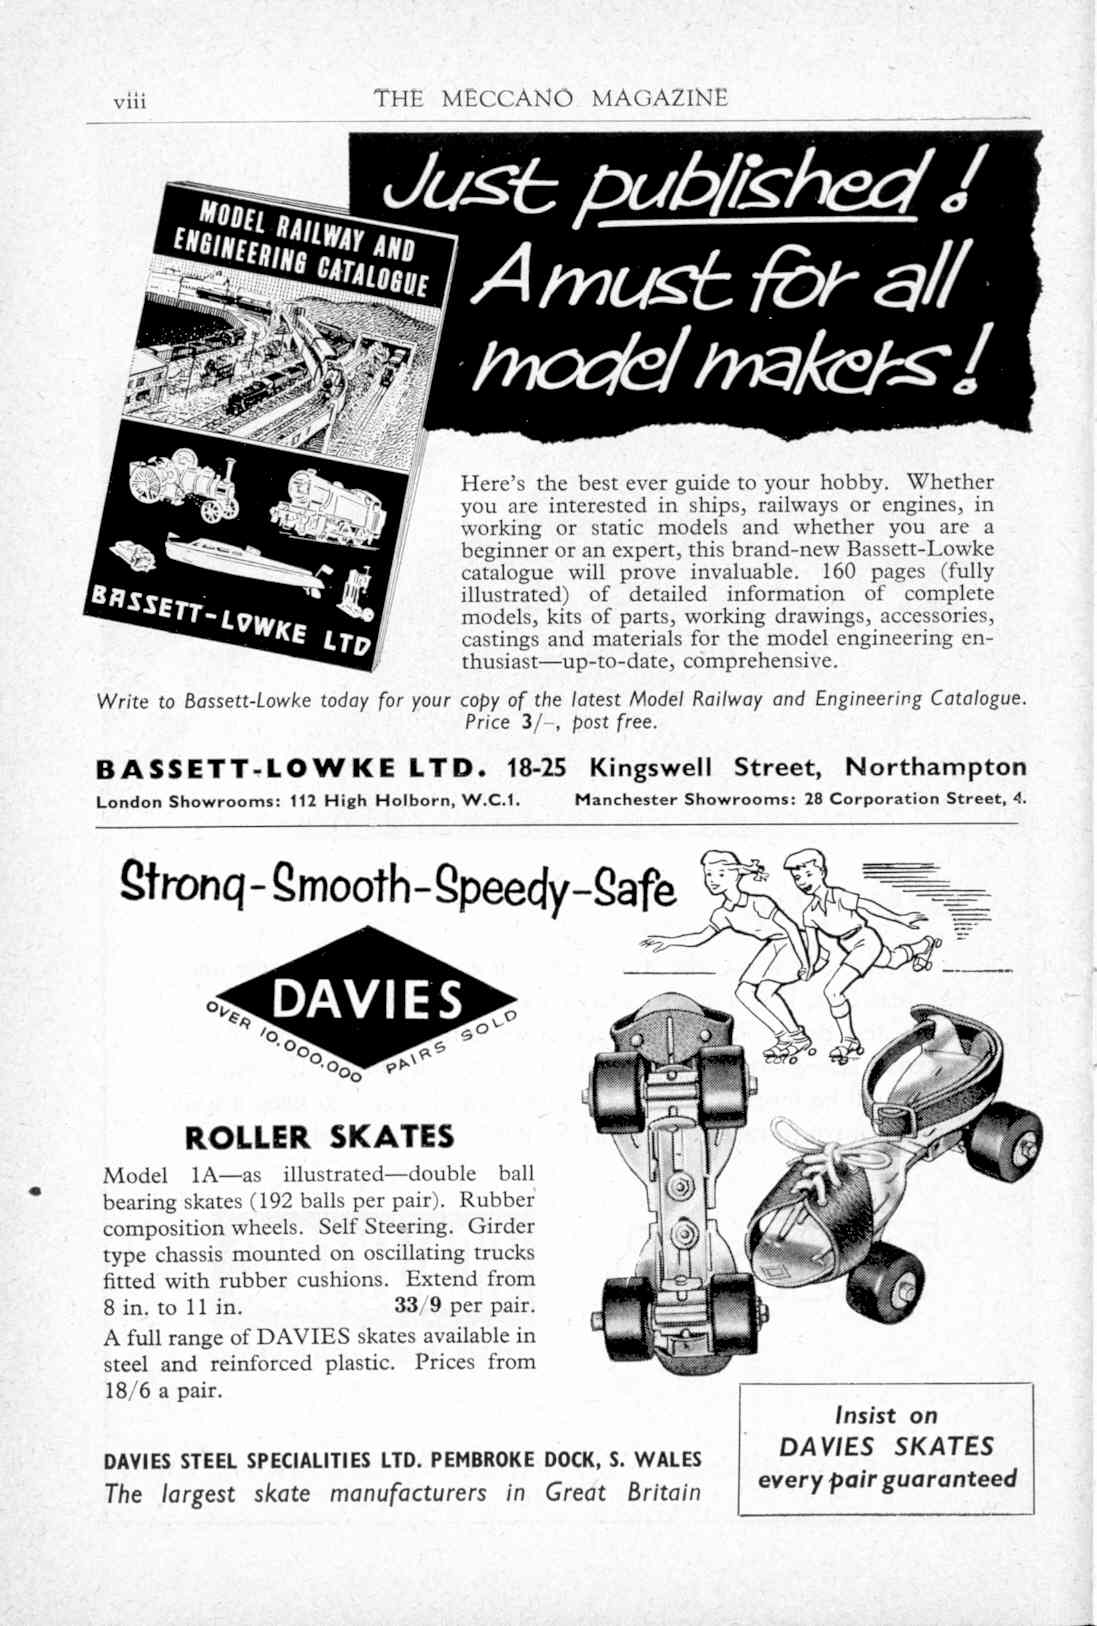 viii
THE MECCANO MAGAZINE
Just published!
A must for all
model makers!
MODEL RAILWAY AND
ENGINEERING CATALOGUE
BASSETT-LOWKE LTD
Here's the best ever guide to your hobby. Whether
you are interested in ships, railways or engines, in
working or static models and whether you are a
beginner or an expert, this brand-new Bassett-Lowke
catalogue will prove invaluable. 160 pages (fully
illustrated) of detailed information of complete
models, kits of parts, working drawings, accessories,
castings and materials for the model engineering en-
thusiast—up-to-date, comprehensive.
Write to Bassett-Lowke today for your copy of the latest Model Railway and Engineering Catalogue.
Price 3/-, post free.
BASSETT-LOWKE LTD. 18-25 Kingswell Street, Northampton
London Showrooms: 112 High Holborn, W.C.1. Manchester Showrooms: 28 Corporation Street, 4.
Strong-Smooth-Speedy-Safe
DAVIES
OVER 10,000,000 PAIRS SOLD
ROLLER SKATES
Model 1A—as illustrated—double ball
bearing skates (192 balls per pair). Rubber
composition wheels. Self Steering. Girder
type chassis mounted on oscillating trucks
fitted with rubber cushions. Extend from
8 in. to 11 in. 33/9 per pair.
A full range of DAVIES skates available in
steel and reinforced plastic. Prices from
18/6 a pair.
DAVIES STEEL SPECIALITIES LTD. PEMBROKE DOCK, S. WALES
The largest skate manufacturers in Great Britain
Insist on
DAVIES SKATES
every pair guaranteed